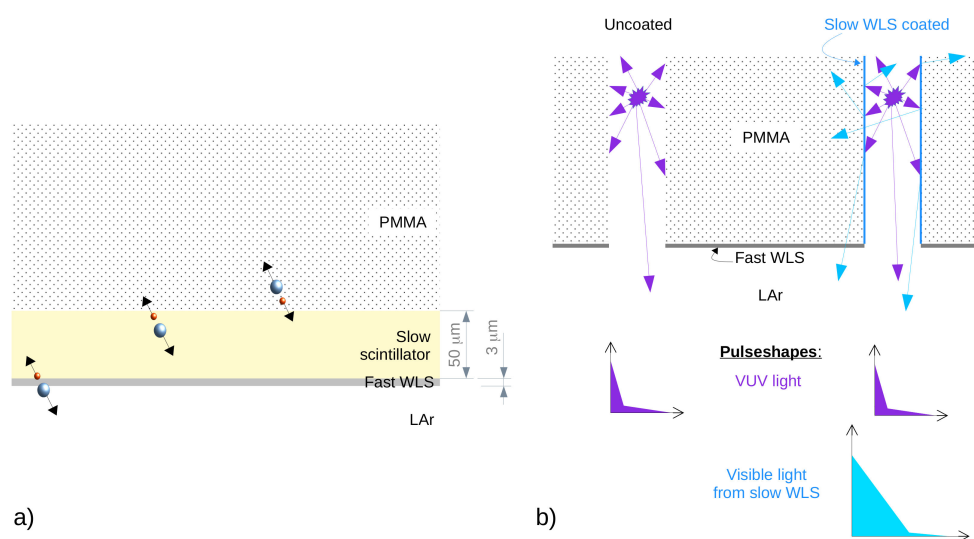 PMMA
Slow
scintillator
50 μm
3 μm
Fast WLS
LAr
a)
Uncoated
Slow WLS coated
PMMA
Fast WLS
LAr
Pulseshapes:
VUV light
Visible light
from slow WLS
b)